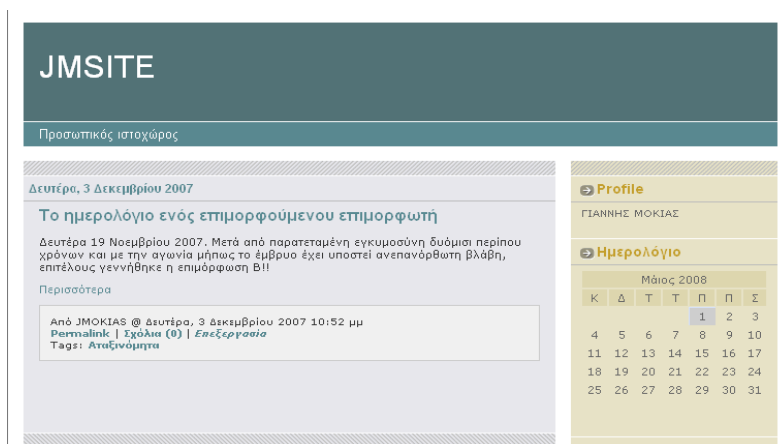 JMSITE
Προσωπικός ιστοχώρος
Δευτέρα, 3 Δεκεμβρίου 2007
Το ημερολόγιο ενός επιμορφούμενου επιμορφωτή
Δευτέρα 19 Νοεμβρίου 2007. Μετά από παρατεταμένη εγκυμοσύνη δυόμισι περίπου
χρόνων και με την αγωνία μήπως το έμβρυο έχει υποστεί ανεπανόρθωτη βλάβη,
επιτέλους γεννήθηκε η επιμόρφωση Β!!
Περισσότερα
Από JMOKIAS @ Δευτέρα, 3 Δεκεμβρίου 2007 10:52 μμ
Permalink | Σχόλια (0) | Επεξεργασία
Tags: Αταξινόμητα
Profile
ΓΙΑΝΝΗΣ ΜΟΚΙΑΣ
Ημερολόγιο
Μάιος 2008
Κ Δ Τ Τ Π Π Σ
1 2 3
4 5 6 7 8 9 10
11 12 13 14 15 16 17
18 19 20 21 22 23 24
25 26 27 28 29 30 31